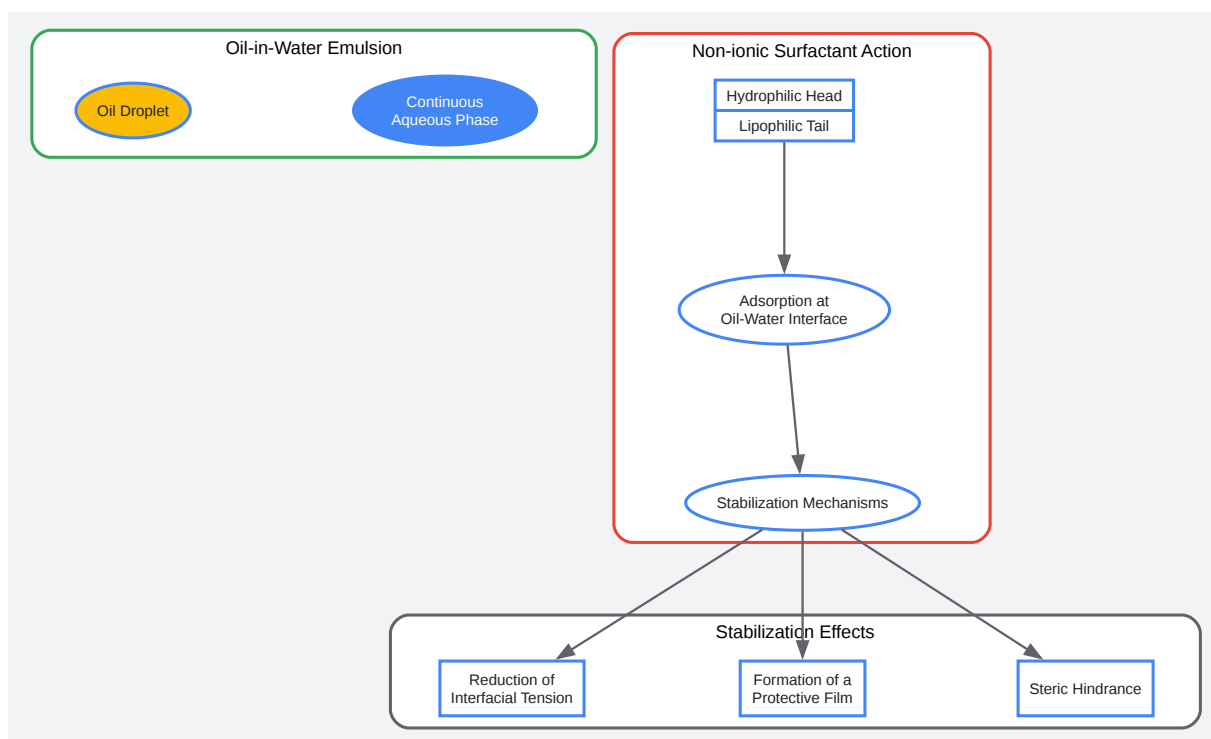 Oil-in-Water Emulsion
Oil Droplet
Continuous
Aqueous Phase
Non-ionic Surfactant Action
Hydrophilic Head
Lipophilic Tail
Adsorption at
Oil-Water Interface
Stabilization Mechanisms
Stabilization Effects
Reduction of
Interfacial Tension
Formation of a
Protective Film
Steric Hindrance